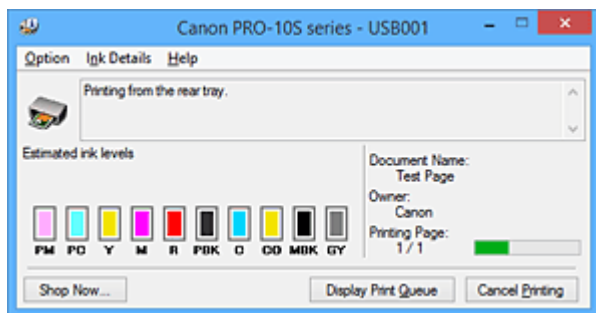 Canon PRO-10S series - USB001
Option Ink Details Help
Printing from the rear tray.
Estimated ink levels
PM PC Y M R PBK C CO MBK GY
Document Name:
Test Page
Owner:
Canon
Printing Page:
1 / 1
Shop Now... Display Print Queue Cancel Printing